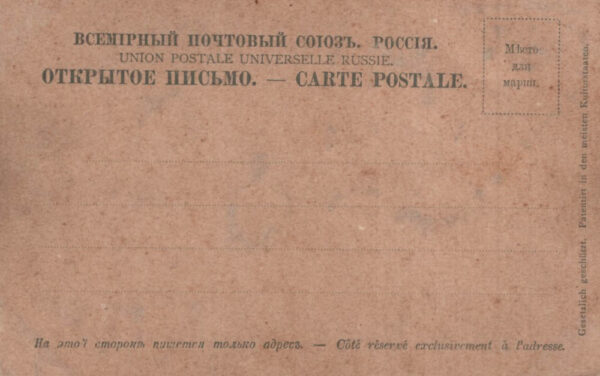 ВСЕМІРНЫЙ ПОЧТОВЫЙ СОЮЗЪ. РОССІЯ.
UNION POSTALE UNIVERSELLE RUSSIE.
ОТКРЫТОЕ ПИСЬМО. — CARTE POSTALE.
Мѣсто
для
марки.
На этой сторонѣ пишется только адресъ. — Côté réservé exclusivement à l'adresse.
Gesetzlich geschützt. Patentirt in den meisten Kulturstaaten.